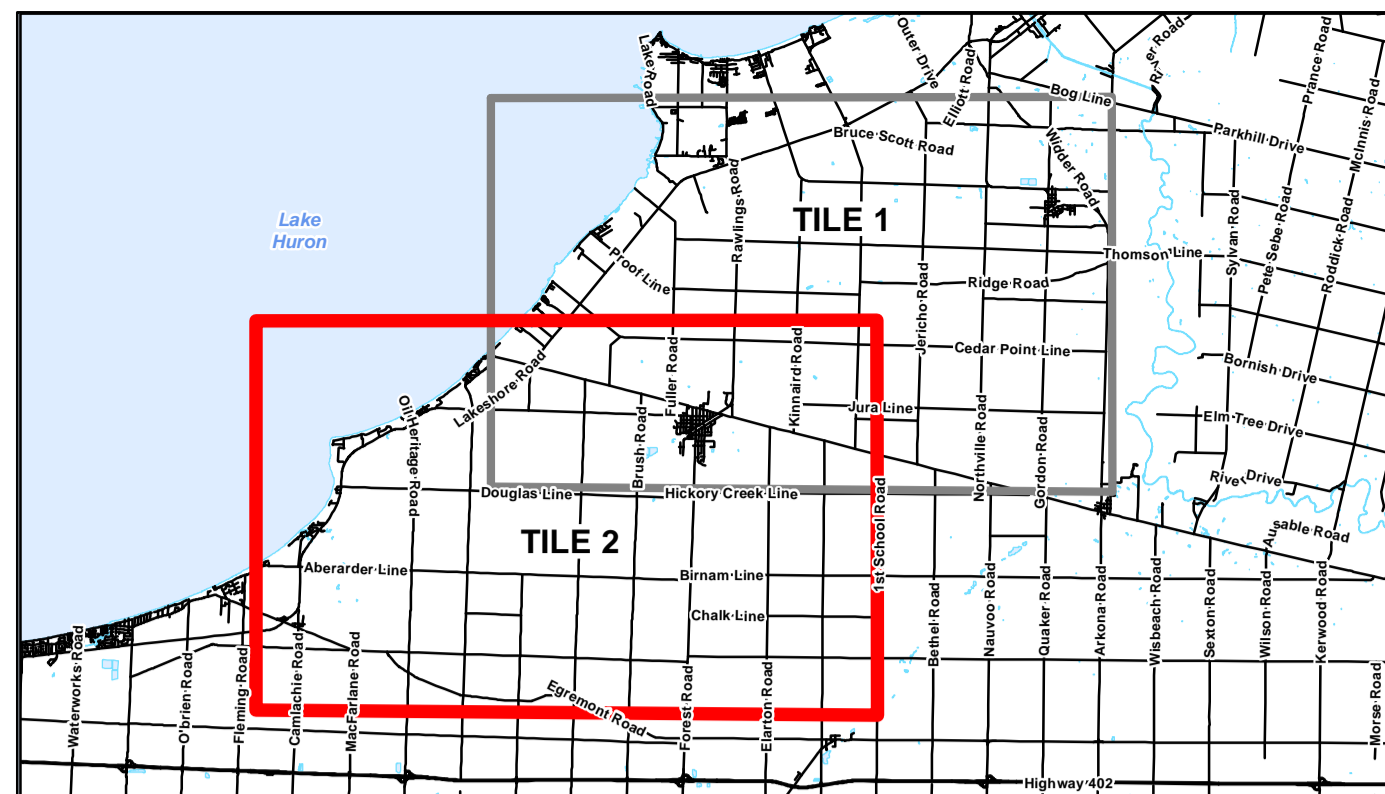 Lake Road
Outer Drive
Elliott Road
Bog Line
Prance Road
McInnis Road
Parkhill Drive
Bruce Scott Road
Widder Road
Lake
Huron
TILE 1
Rawlings Road
Proof Line
Thomson Line
Ridge Road
Sylvan Road
Pete Sebe Road
Roddick Road
Jericho Road
Cedar Point Line
Bornish Drive
Fuller Road
Kinnaird Road
Lakeshore Road
Oil Heritage Road
Jura Line
Elm Tree Drive
Brush Road
Northville Road
Gordon Road
Douglas Line
Hickory Creek Line
1st School Road
TILE 2
Aberarder Line
Birnam Line
Chalk Line
Waterworks Road
O'brien Road
Fleming Road
Camlachie Road
MacFarlane Road
Egremont Road
Forest Road
Elarton Road
Bethel Road
Nauvoo Road
Quaker Road
Arkona Road
Wisbeach Road
Sexton Road
Willson Road
Kerwood Road
Morse Road
Highway 402